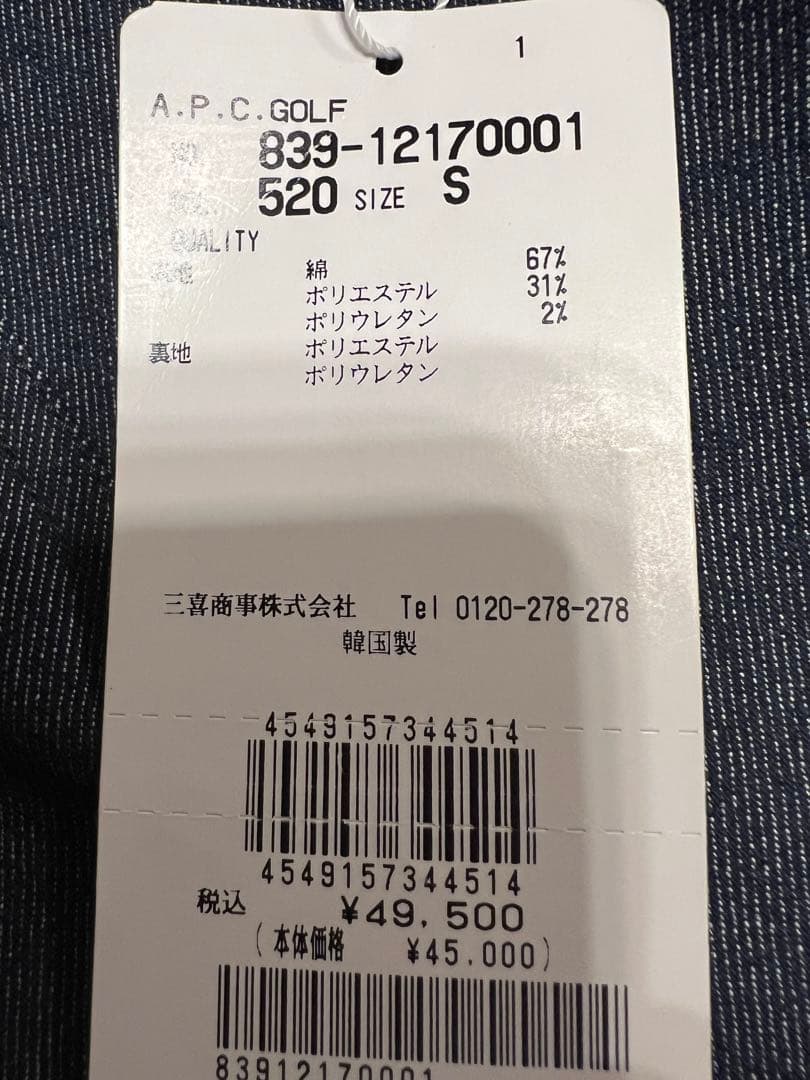 1
A.P.C.GOLF
839-12170001
520 SIZE S
QUALITY
綿 67%
ポリエステル 31%
ポリウレタン 2%
裏地 ポリエステル
ポリウレタン
三喜商事株式会社 Tel 0120-278-278
韓国製
4549157344514
4549157344514
税込 ¥49,500
(本体価格 ¥45,000)
83912170001